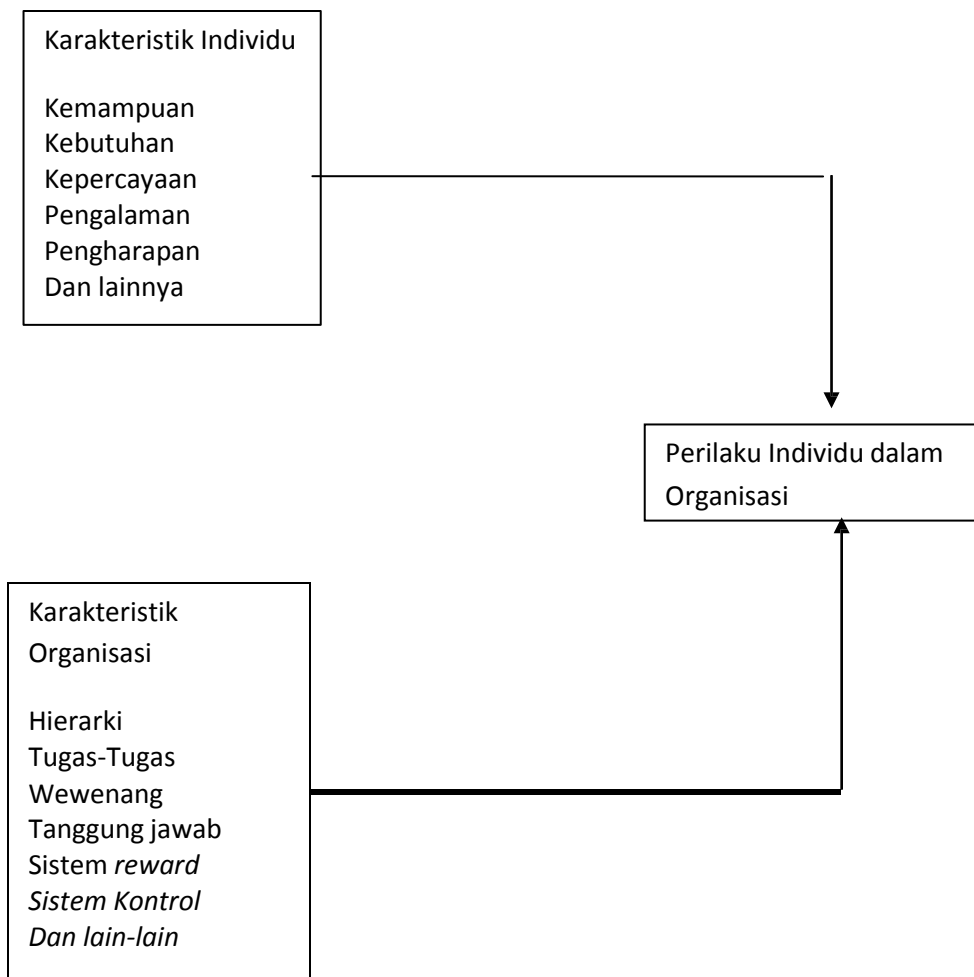 Karakteristik Individu
Kemampuan
Kebutuhan
Kepercayaan
Pengalaman
Pengharapan
Dan lainnya
Perilaku Individu dalam
Organisasi
Karakteristik
Organisasi
Hierarki
Tugas-Tugas
Wewenang
Tanggung jawab
Sistem reward
Sistem Kontrol
Dan lain-lain